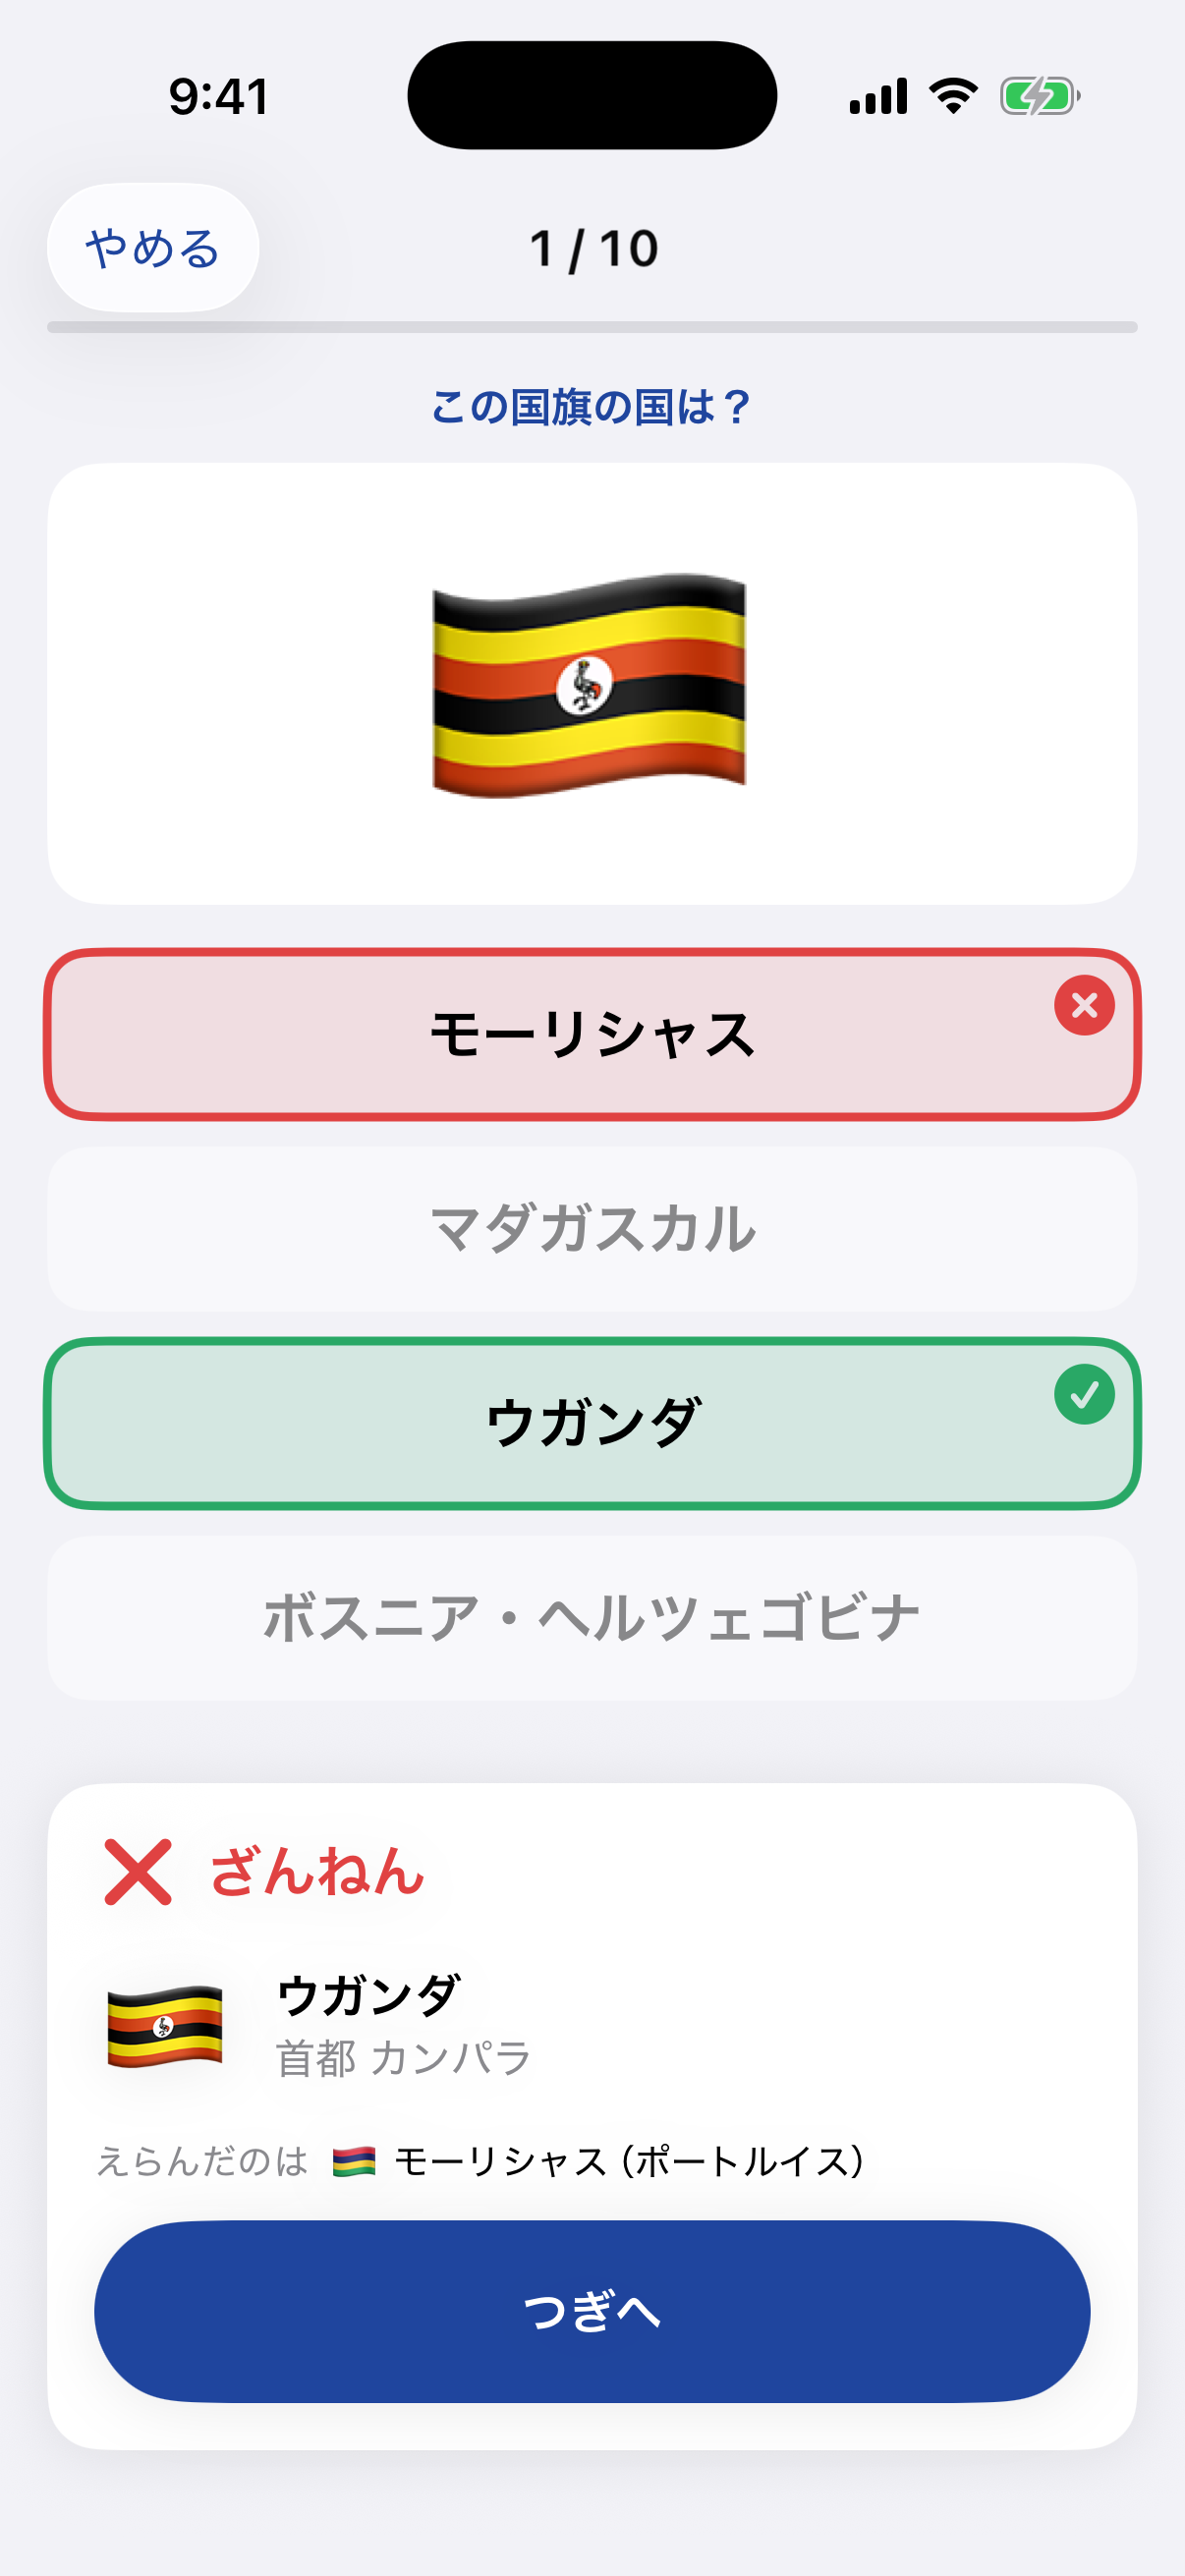 9:41
やめる
1 / 10
この国旗の国は？
モーリシャス
マダガスカル
ウガンダ
ボスニア・ヘルツェゴビナ
ざんねん
ウガンダ
首都 カンパラ
えらんだのは 🇲🇺 モーリシャス（ポートルイス）
つぎへ